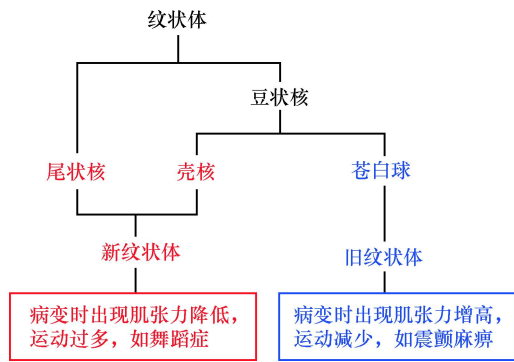 纹状体
豆状核
尾状核
壳核
苍白球
新纹状体
旧纹状体
病变时出现肌张力降低，
运动过多，如舞蹈症
病变时出现肌张力增高，
运动减少，如震颤麻痹